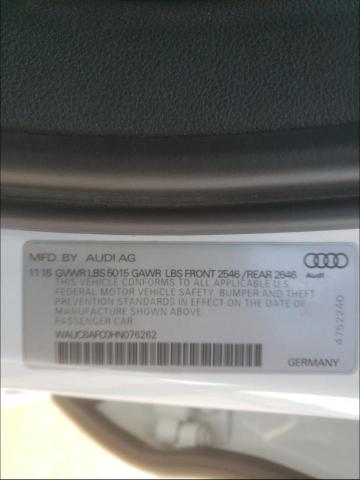 MFD. BY AUDI AG
11 16 GVWR LBS 5015 GAWR LBS FRONT 2546 / REAR 2646
THIS VEHICLE CONFORMS TO ALL APPLICABLE U.S.
FEDERAL MOTOR VEHICLE SAFETY, BUMPER AND THEFT
PREVENTION STANDARDS IN EFFECT ON THE DATE OF
MANUFACTURE SHOWN ABOVE.
PASSENGER CAR
WAUC8AFC0HN076262
GERMANY
Audi
4752240